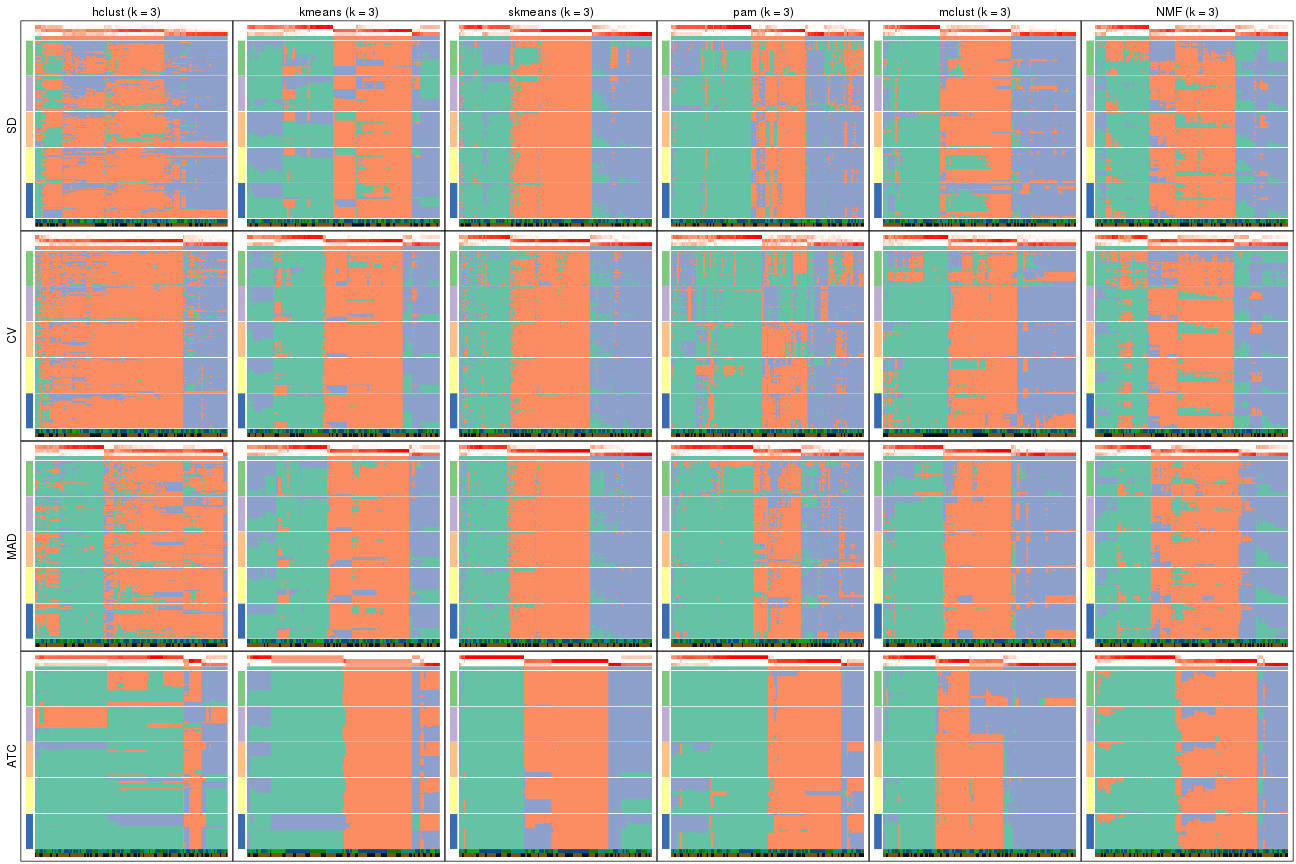 hclust (k = 3) kmeans (k = 3) skmeans (k = 3) pam (k = 3) mclust (k = 3) NMF (k = 3)
SD
CV
MAD
ATC